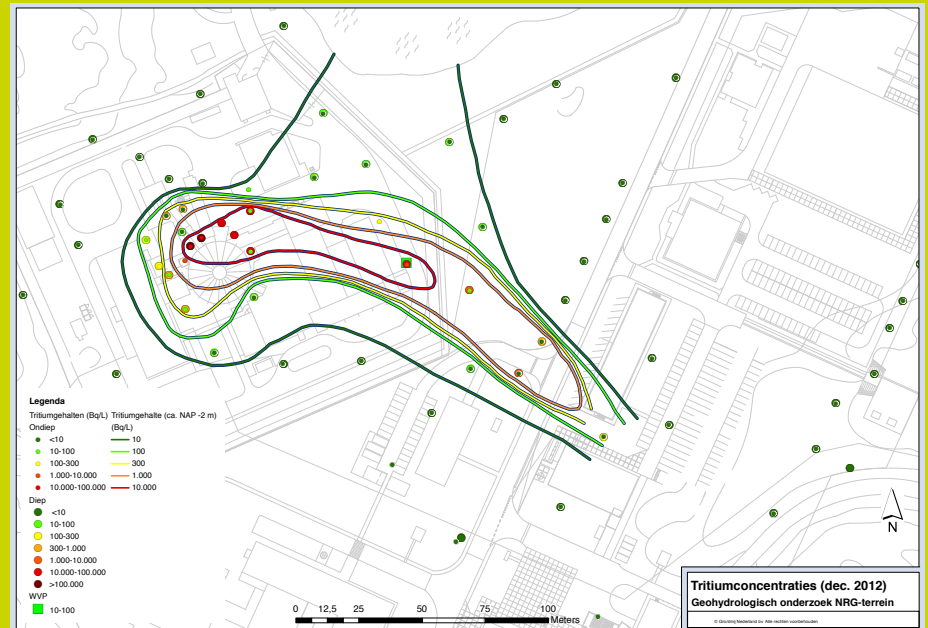 Legenda
Tritiumgehalten (Bq/L) Tritiumgehalte (ca. NAP -2 m)
Ondiep (Bq/L)
<10 10
10-100 100
100-300 300
1.000-10.000 1.000
10.000-100.000 10.000
Diep
<10
10-100
100-300
300-1.000
1.000-10.000
10.000-100.000
>100.000
WVP
10-100
0 12,5 25 50 75 100
Meters
N
Tritiumconcentraties (dec. 2012)
Geohydrologisch onderzoek NRG-terrein